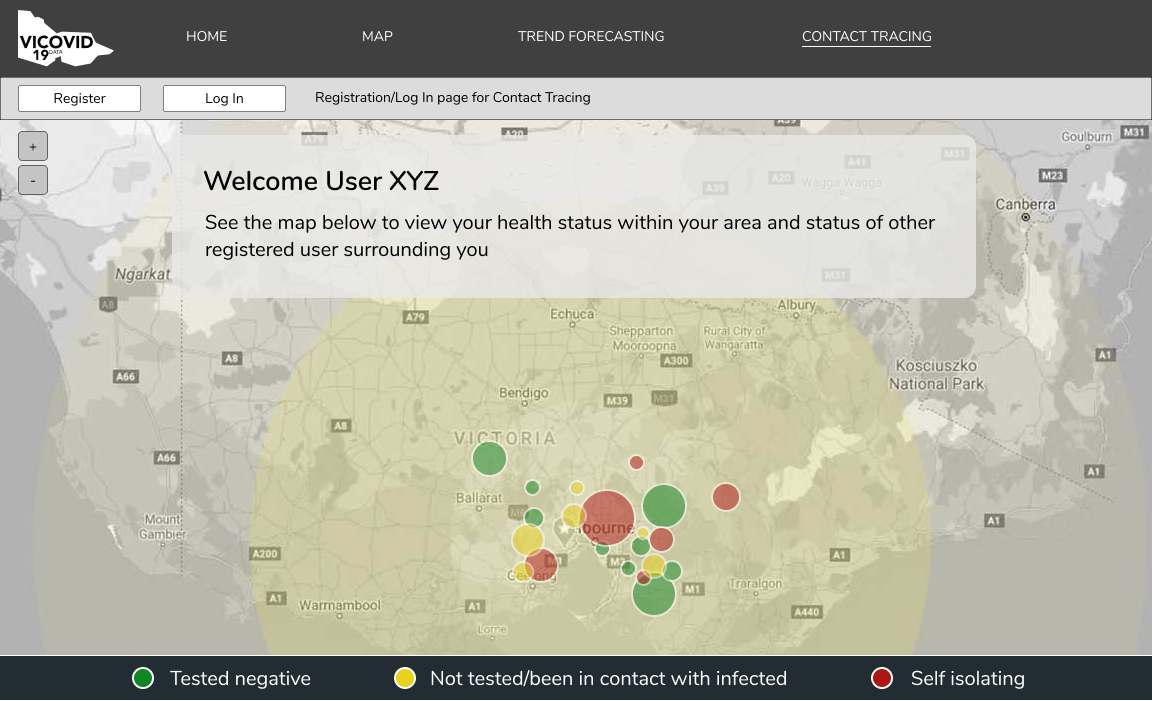 VICOVID
19 DATA
HOME
MAP
TREND FORECASTING
CONTACT TRACING
Register
Log In
Registration/Log In page for Contact Tracing
+
-
A79
A20
A39
Goulburn
M31
Welcome User XYZ
A41
M31
A20
M23
A39
Wagga Wagga
Canberra
See the map below to view your health status within your area and status of other
registered user surrounding you
Ngarkat
M31
A8
Albury
Echuca
A79
Shepparton
Mooroopna
Rural City of
Wangaratta
A8
A300
A1
Kosciuszko
National Park
A66
Bendigo
M39
M31
A8
VICTORIA
A66
A1
Ballarat
M8
Mount
Gambier
bourne
A1
A200
M1
A1
Geelong
Traralgon
M1
A1
Warrnambool
A1
A440
Lorne
Tested negative
Not tested/been in contact with infected
Self isolating